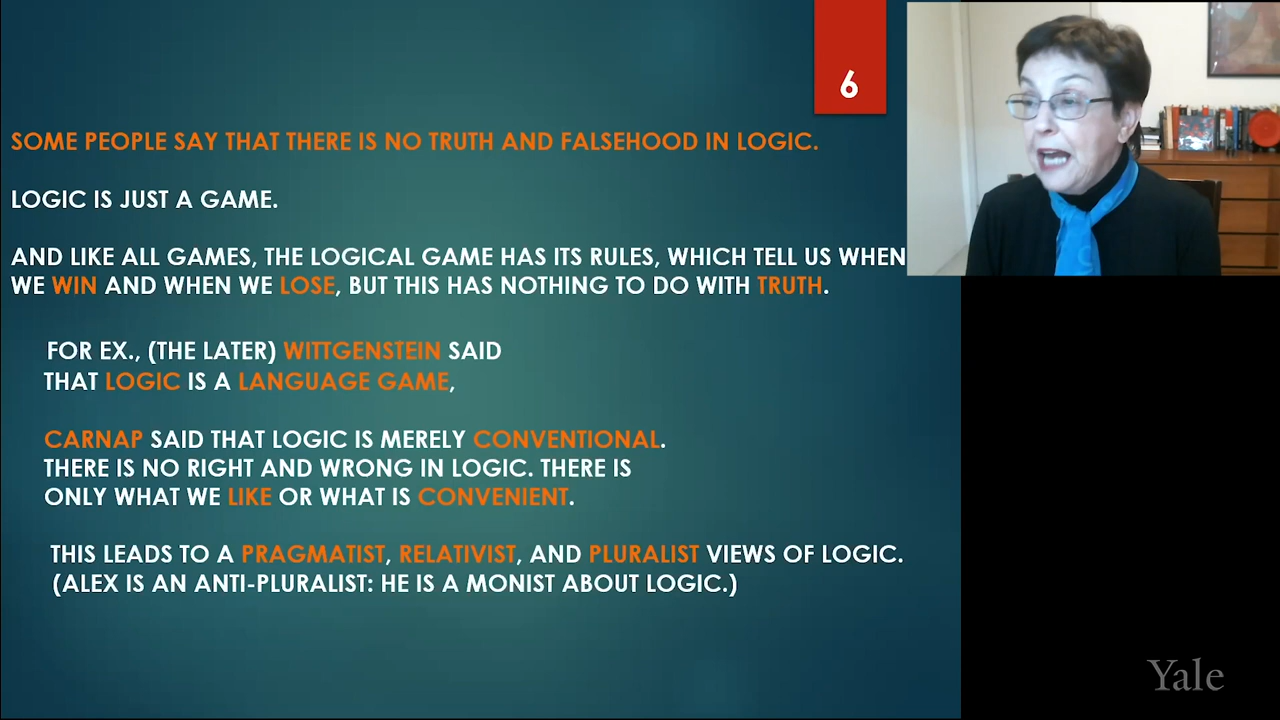 6
SOME PEOPLE SAY THAT THERE IS NO TRUTH AND FALSEHOOD IN LOGIC.
LOGIC IS JUST A GAME.
AND LIKE ALL GAMES, THE LOGICAL GAME HAS ITS RULES, WHICH TELL US WHEN
WE WIN AND WHEN WE LOSE, BUT THIS HAS NOTHING TO DO WITH TRUTH.
FOR EX., (THE LATER) WITTGENSTEIN SAID
THAT LOGIC IS A LANGUAGE GAME,
CARNAP SAID THAT LOGIC IS MERELY CONVENTIONAL.
THERE IS NO RIGHT AND WRONG IN LOGIC. THERE IS
ONLY WHAT WE LIKE OR WHAT IS CONVENIENT.
THIS LEADS TO A PRAGMATIST, RELATIVIST, AND PLURALIST VIEWS OF LOGIC.
(ALEX IS AN ANTI-PLURALIST: HE IS A MONIST ABOUT LOGIC.)
Yale